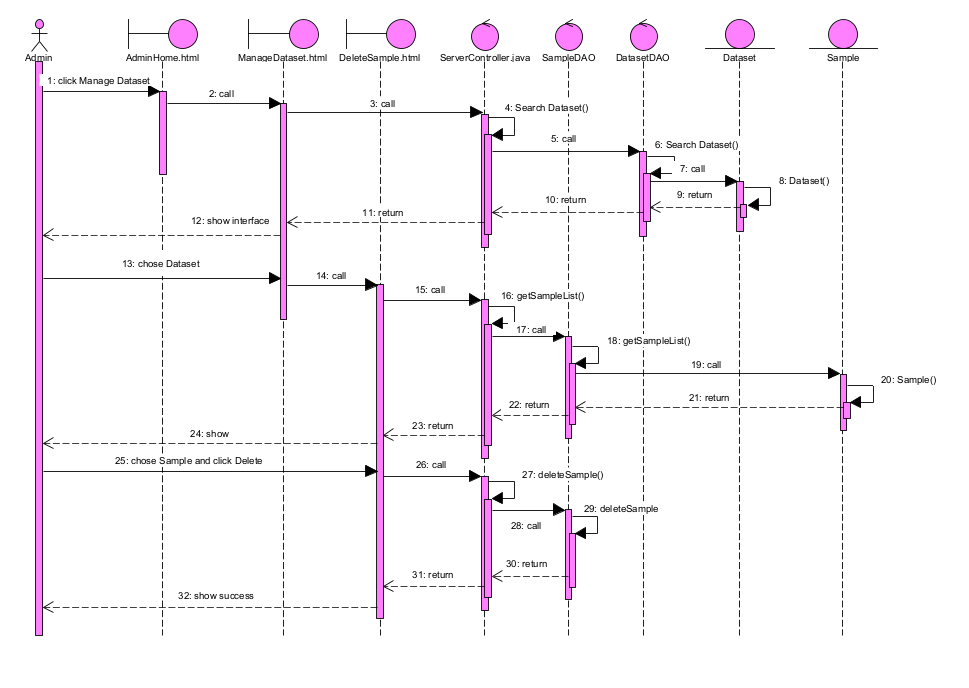 Admin
AdminHome.html
ManageDataset.html
DeleteSample.html
ServerController.java
SampleDAO
DatasetDAO
Dataset
Sample
1: click Manage Dataset
2: call
3: call
4: Search Dataset()
5: call
6: Search Dataset()
7: call
8: Dataset()
9: return
10: return
11: return
12: show interface
13: chose Dataset
14: call
15: call
16: getSampleList()
17: call
18: getSampleList()
19: call
20: Sample()
21: return
22: return
23: return
24: show
25: chose Sample and click Delete
26: call
27: deleteSample()
28: call
29: deleteSample
30: return
31: return
32: show success